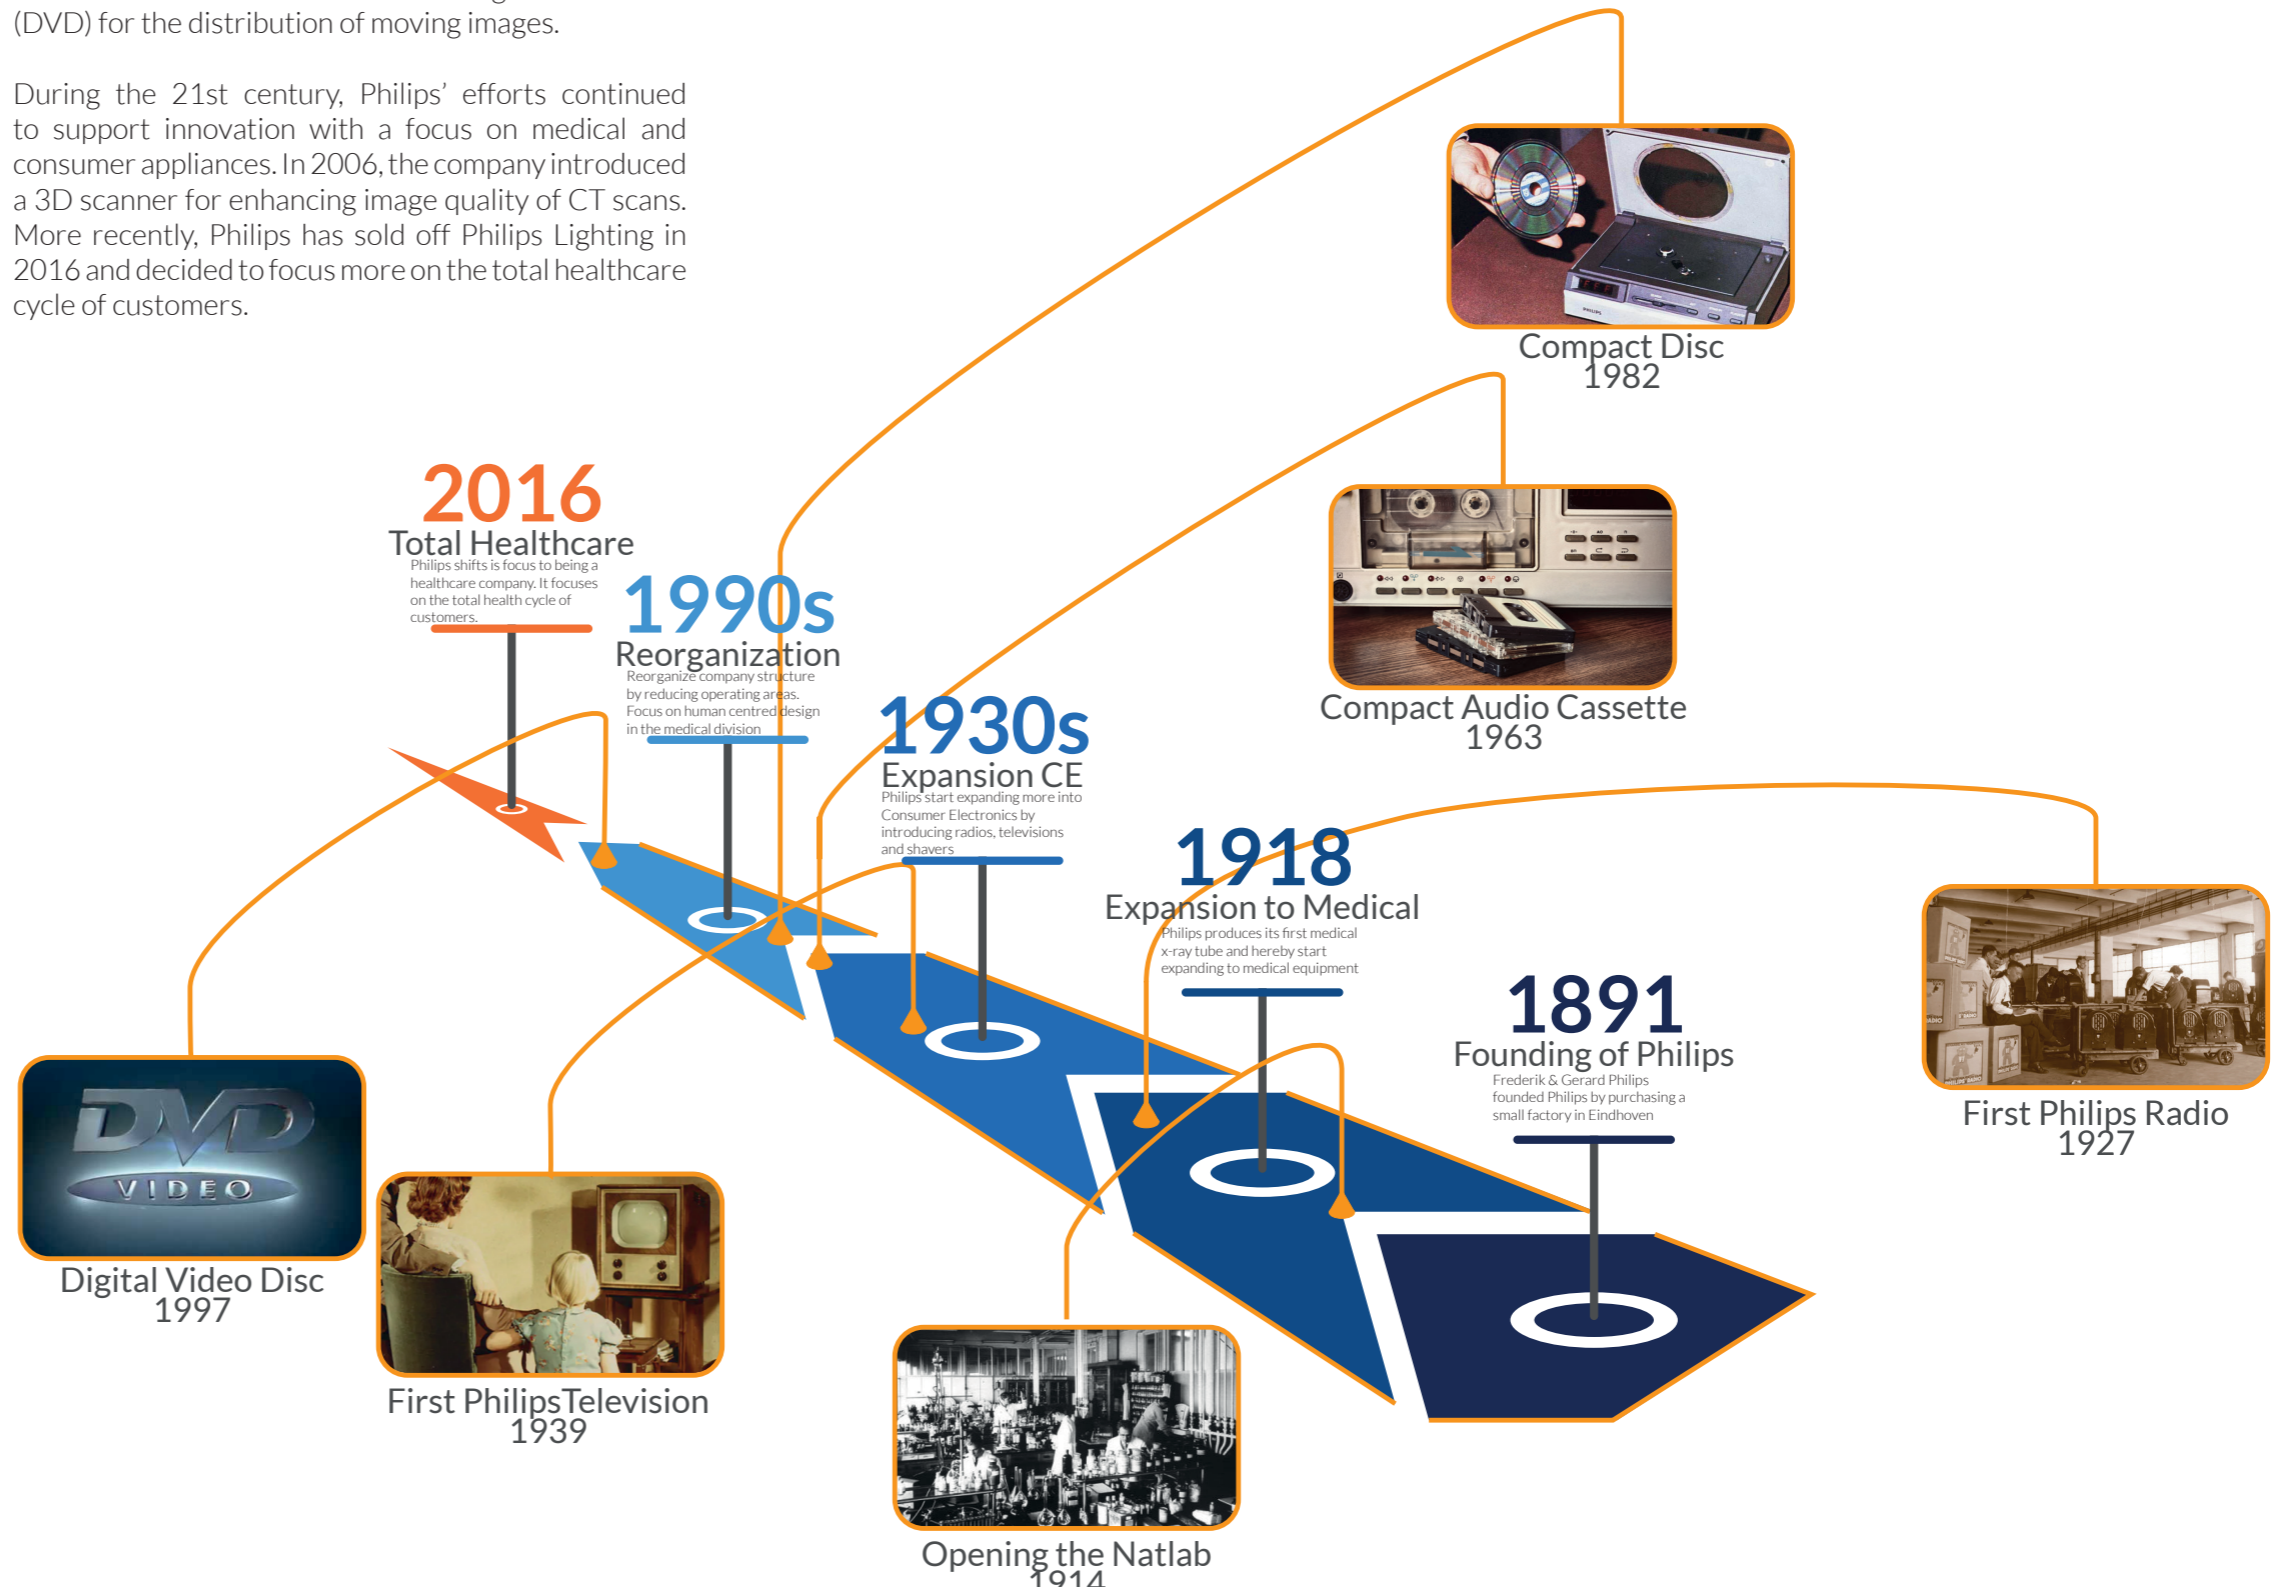 (DVD) for the distribution of moving images.
During the 21st century, Philips' efforts continued
to support innovation with a focus on medical and
consumer appliances. In 2006, the company introduced
a 3D scanner for enhancing image quality of CT scans.
More recently, Philips has sold off Philips Lighting in
2016 and decided to focus more on the total healthcare
cycle of customers.
PHILIPS
Compact Disc
1982
Compact Audio Cassette
1963
2016
Total Healthcare
Philips shifts is focus to being a
healthcare company. It focuses
on the total health cycle of
customers.
1990s
Reorganization
Reorganize company structure
by reducing operating areas.
Focus on human centred design
in the medical division
1930s
Expansion CE
Philips start expanding more into
Consumer Electronics by
introducing radios, televisions
and shavers
1918
Expansion to Medical
Philips produces its first medical
x-ray tube and hereby start
expanding to medical equipment
1891
Founding of Philips
Frederik & Gerard Philips
founded Philips by purchasing a
small factory in Eindhoven
First Philips Radio
1927
DVD
VIDEO
Digital Video Disc
1997
First PhilipsTelevision
1939
Opening the Natlab
1914